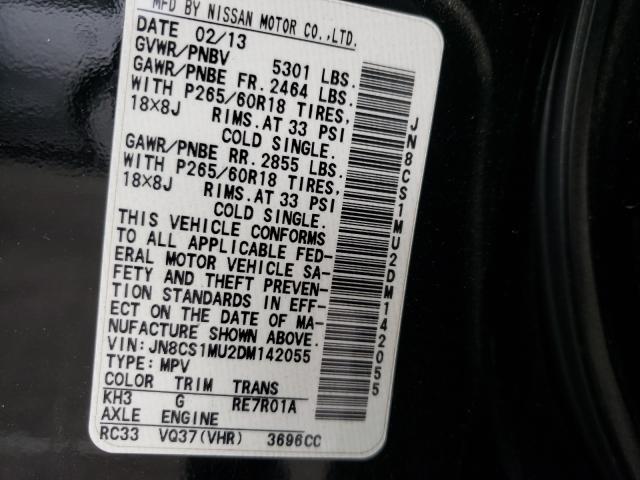 MFD BY NISSAN MOTOR CO.,LTD.
DATE 02/13
GVWR/PNBV 5301 LBS.
GAWR/PNBE FR. 2464 LBS.
WITH P265/60R18 TIRES,
18×8J RIMS.AT 33 PSI
COLD SINGLE.
GAWR/PNBE RR. 2855 LBS.
WITH P265/60R18 TIRES,
18×8J RIMS.AT 33 PSI
COLD SINGLE.
THIS VEHICLE CONFORMS
TO ALL APPLICABLE FED-
ERAL MOTOR VEHICLE SA-
FETY AND THEFT PREVEN-
TION STANDARDS IN EFF-
ECT ON THE DATE OF MA-
NUFACTURE SHOWN ABOVE.
VIN: JN8CS1MU2DM142055
TYPE: MPV
COLOR TRIM TRANS
KH3 G RE7R01A
AXLE ENGINE
RC33 VQ37(VHR) 3696CC
JN8CS1MU2DM142055